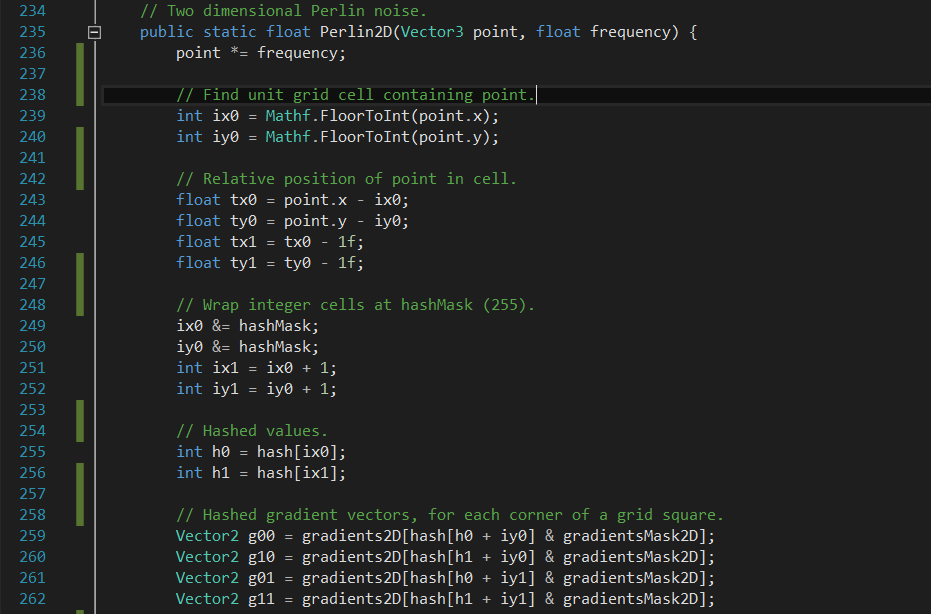 234 // Two dimensional Perlin noise.
235 public static float Perlin2D(Vector3 point, float frequency) {
236 point *= frequency;
237
238 // Find unit grid cell containing point.
239 int ix0 = Mathf.FloorToInt(point.x);
240 int iy0 = Mathf.FloorToInt(point.y);
241
242 // Relative position of point in cell.
243 float tx0 = point.x - ix0;
244 float ty0 = point.y - iy0;
245 float tx1 = tx0 - 1f;
246 float ty1 = ty0 - 1f;
247
248 // Wrap integer cells at hashMask (255).
249 ix0 &= hashMask;
250 iy0 &= hashMask;
251 int ix1 = ix0 + 1;
252 int iy1 = iy0 + 1;
253
254 // Hashed values.
255 int h0 = hash[ix0];
256 int h1 = hash[ix1];
257
258 // Hashed gradient vectors, for each corner of a grid square.
259 Vector2 g00 = gradients2D[hash[h0 + iy0] & gradientsMask2D];
260 Vector2 g10 = gradients2D[hash[h1 + iy0] & gradientsMask2D];
261 Vector2 g01 = gradients2D[hash[h0 + iy1] & gradientsMask2D];
262 Vector2 g11 = gradients2D[hash[h1 + iy1] & gradientsMask2D];